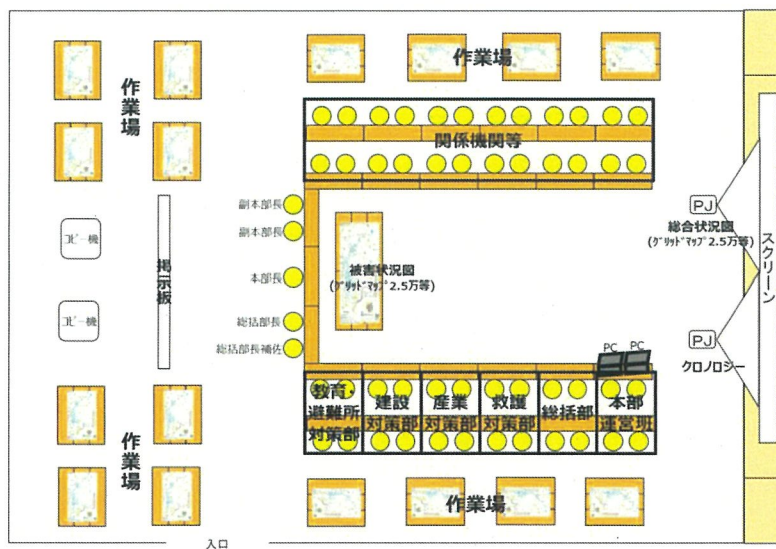 作業場
作業場
関係機関等
副本部長
副本部長
本部長
総括部長
総括部長補佐
コピー機
コピー機
掲示板
被害状況図
(グリッドマップ2.5万等)
PJ
総合状況図
(グリッドマップ2.5万等)
スクリーン
PJ
クロノロジー
PC
PC
教育・
避難所
対策部
建設
対策部
産業
対策部
救護
対策部
総括部
本部
運営班
作業場
作業場
入口